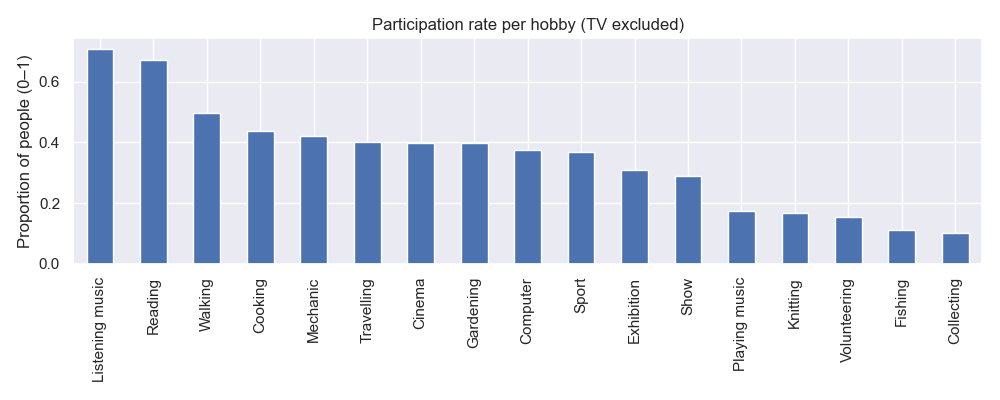 Participation rate per hobby (TV excluded)
Proportion of people (0–1)
0.6
0.4
0.2
0.0
Listening music
Reading
Walking
Cooking
Mechanic
Travelling
Cinema
Gardening
Computer
Sport
Exhibition
Show
Playing music
Knitting
Volunteering
Fishing
Collecting